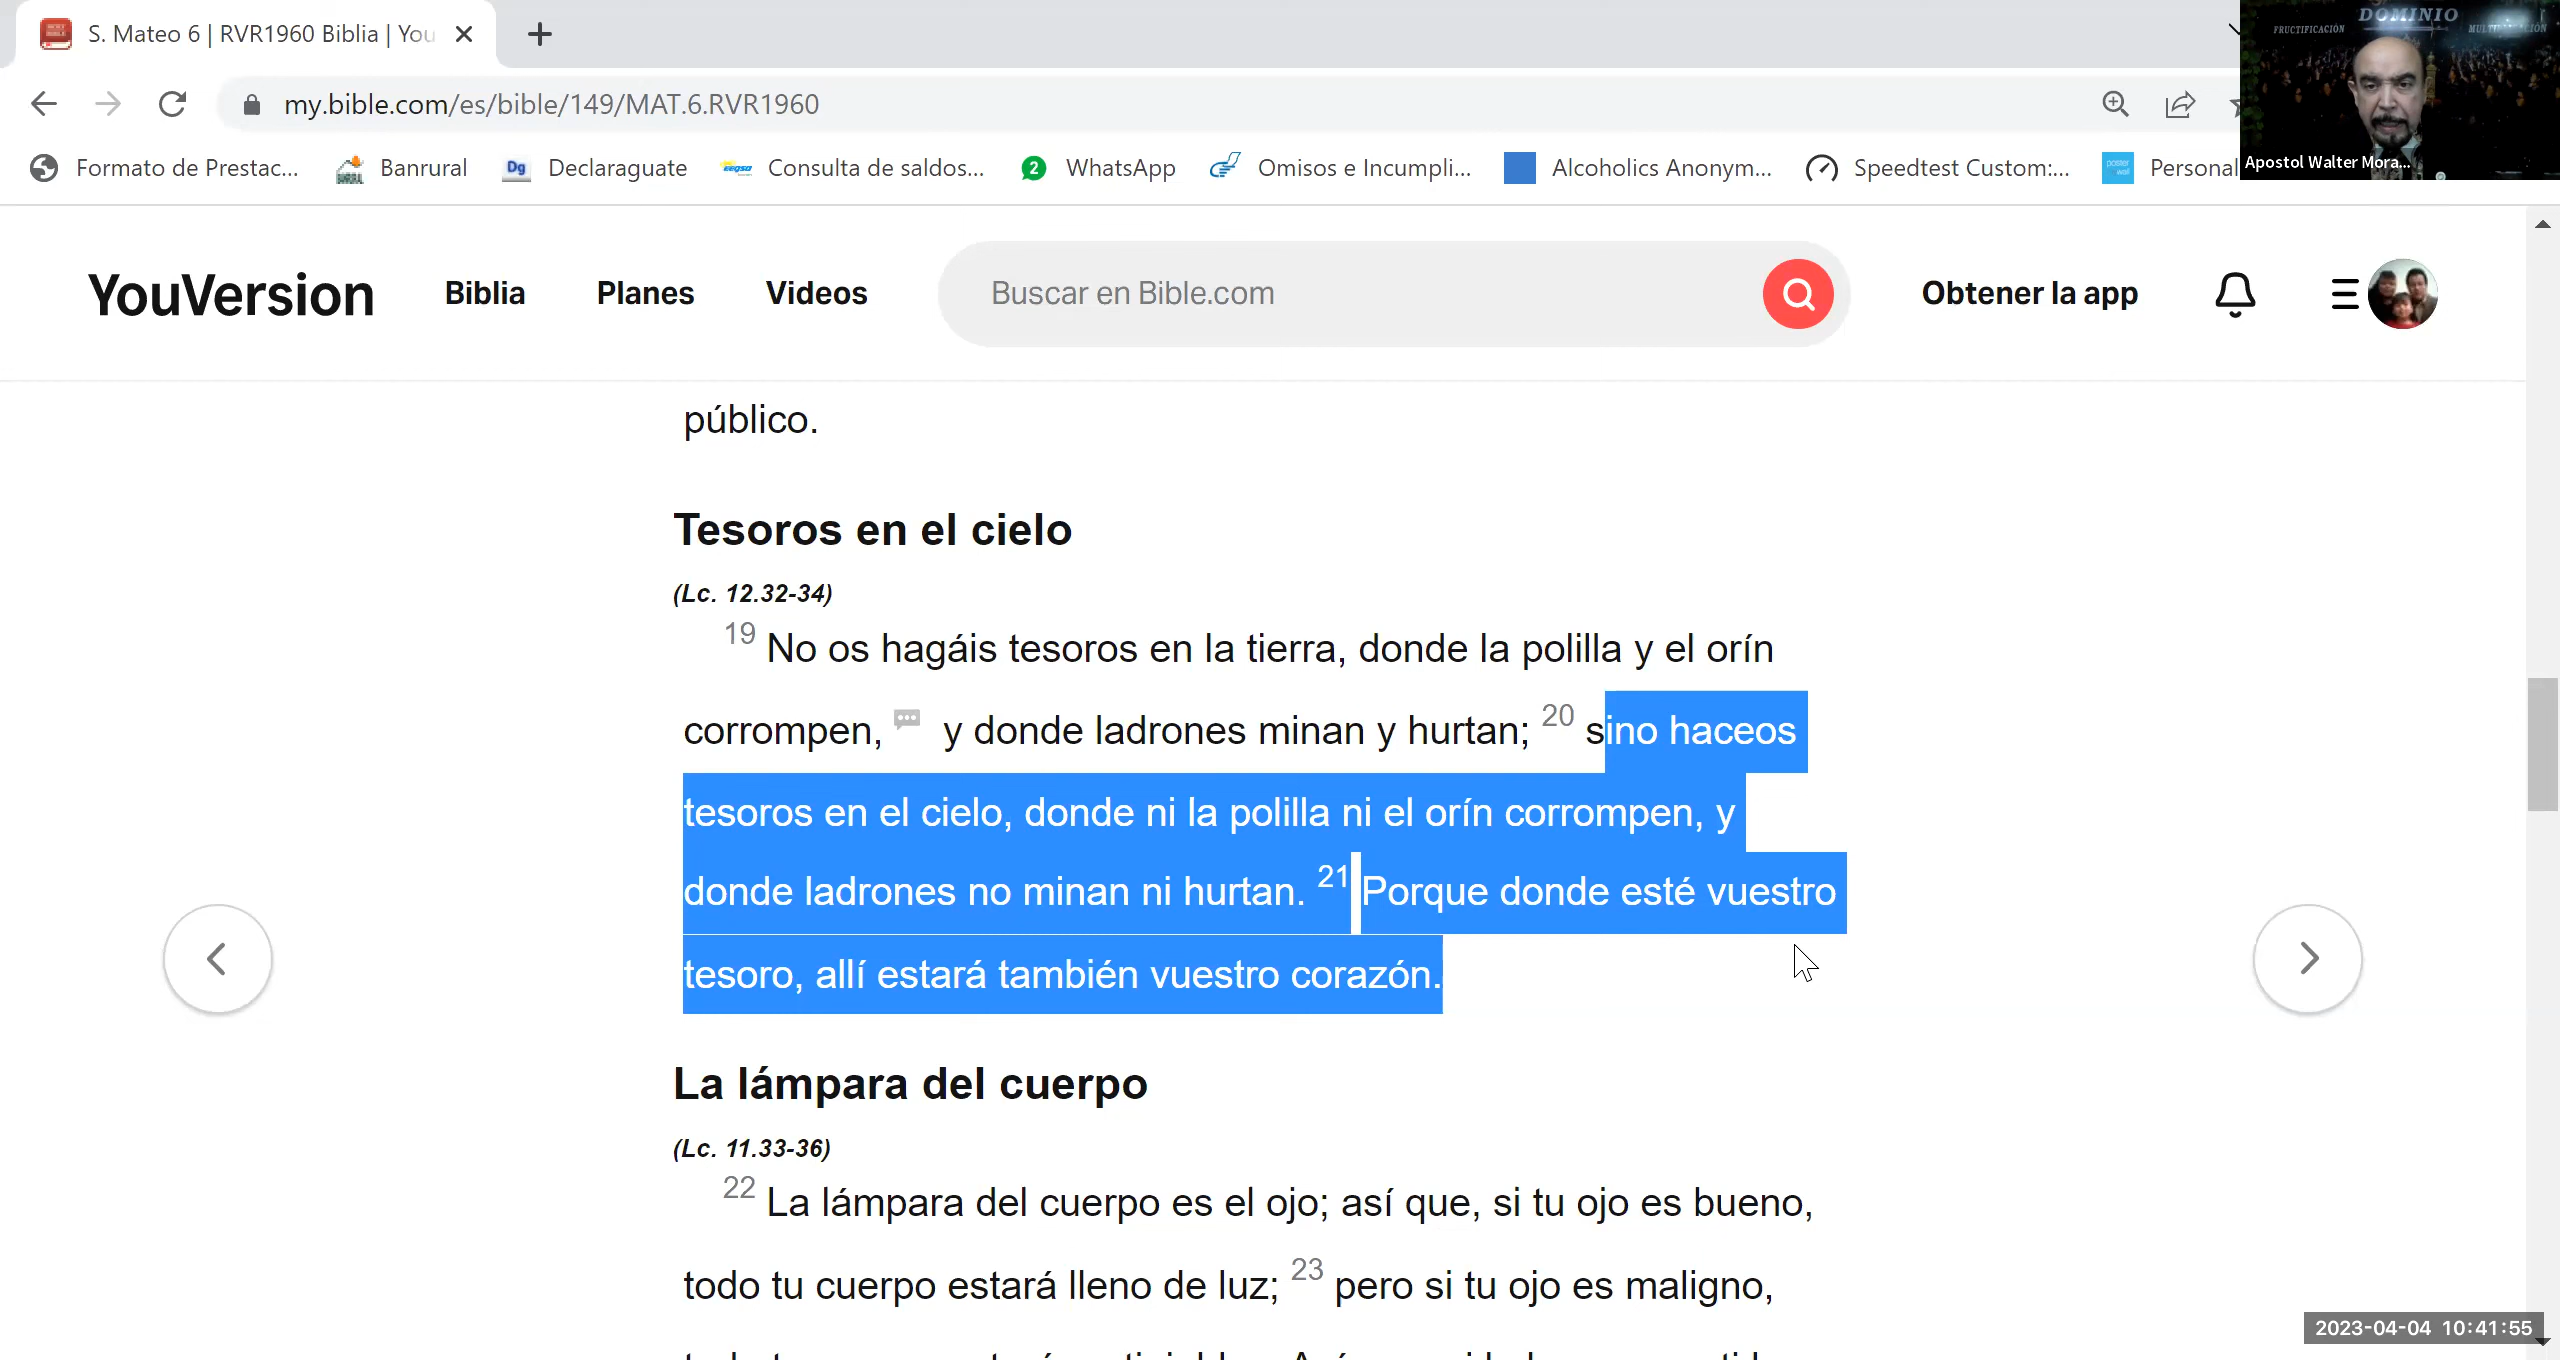 S. Mateo 6 | RVR1960 Biblia | You
my.bible.com/es/bible/149/MAT.6.RVR1960
Formato de Prestac... Banrural Dg Declaraguate eegsa Consulta de saldos... 2 WhatsApp Omisos e Incumpli... Alcoholics Anonym... Speedtest Custom:... Personal
FRUCTIFICACIÓN DOMINIO
Apostol Walter Mora...
YouVersion Biblia Planes Videos Buscar en Bible.com Obtener la app
público.
Tesoros en el cielo
(Lc. 12.32-34)
19 No os hagáis tesoros en la tierra, donde la polilla y el orín
corrompen, y donde ladrones minan y hurtan; 20 sino haceos
tesoros en el cielo, donde ni la polilla ni el orín corrompen, y
donde ladrones no minan ni hurtan. 21 Porque donde esté vuestro
tesoro, allí estará también vuestro corazón.
La lámpara del cuerpo
(Lc. 11.33-36)
22 La lámpara del cuerpo es el ojo; así que, si tu ojo es bueno,
todo tu cuerpo estará lleno de luz; 23 pero si tu ojo es maligno,
2023-04-04 10:41:55